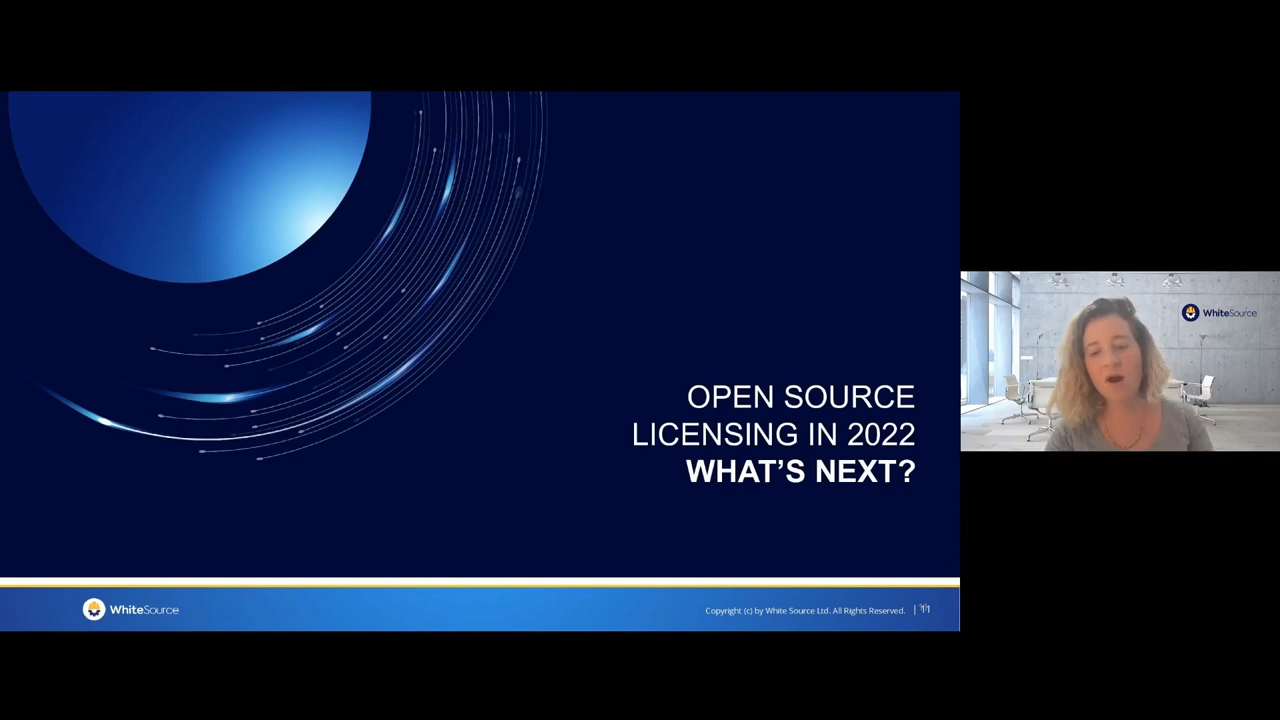 OPEN SOURCE
LICENSING IN 2022
WHAT'S NEXT?
WhiteSource
Copyright (c) by White Source Ltd. All Rights Reserved.
WhiteSource